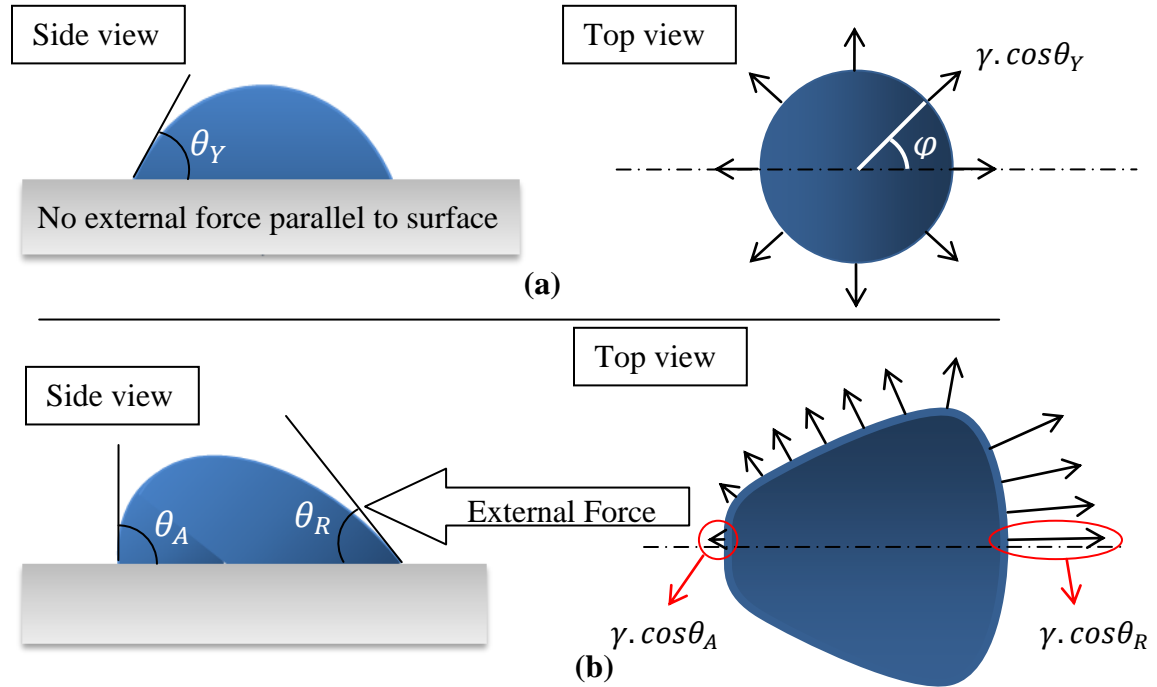 Side view
Top view
γ.cosθ_Y
θ_Y
φ
No external force parallel to surface
(a)
Top view
Side view
θ_A
θ_R
External Force
γ.cosθ_A
γ.cosθ_R
(b)